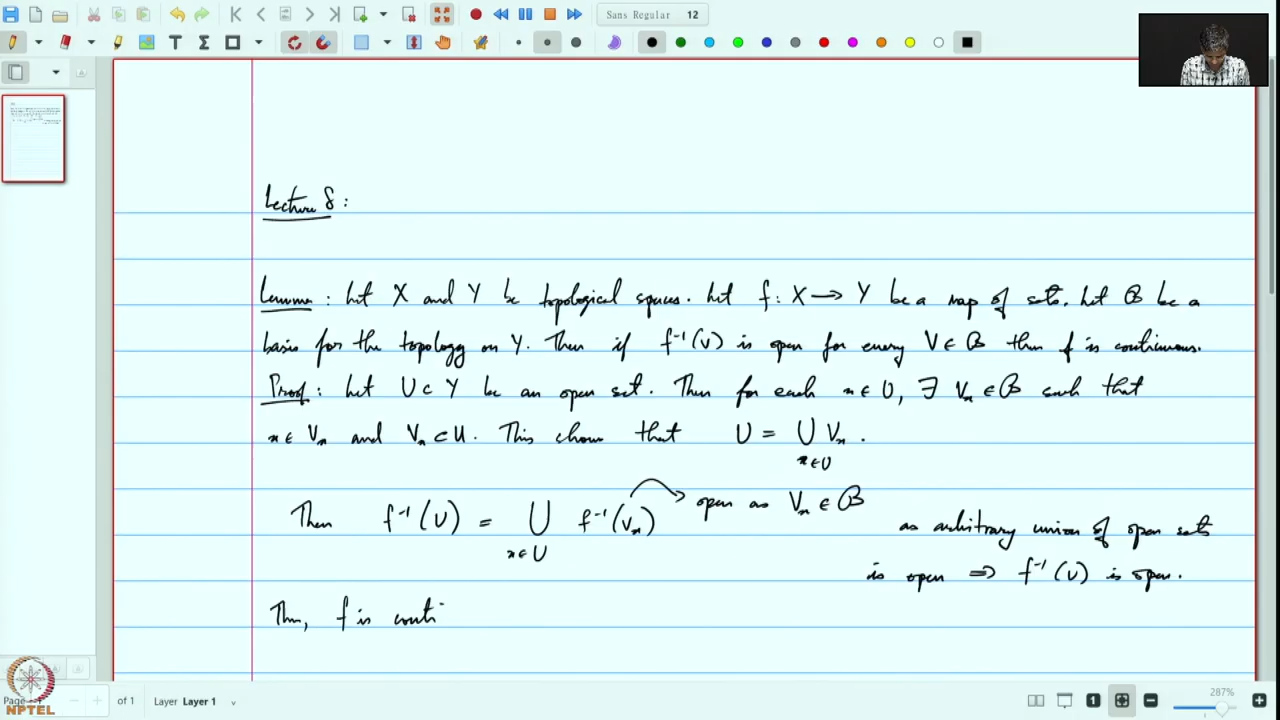 Sans Regular 12
Lecture 8:
Lemma: Let X and Y be topological spaces. Let f: X → Y be a map of sets. Let ℬ be a
basis for the topology on Y. Then if f⁻¹(V) is open for every V ∈ ℬ then f is continuous.
Proof: Let U ⊂ Y be an open set. Then for each x ∈ U, ∃ Vₓ ∈ ℬ such that
x ∈ Vₓ and Vₓ ⊂ U. This shows that U = ⋃ Vₓ.
x ∈ U
Then f⁻¹(U) = ⋃ f⁻¹(Vₓ) → open as Vₓ ∈ ℬ
x ∈ U
as arbitrary union of open sets
is open ⇒ f⁻¹(U) is open.
Thus, f is conti
NPTEL
Page of 1 Layer Layer 1
287%